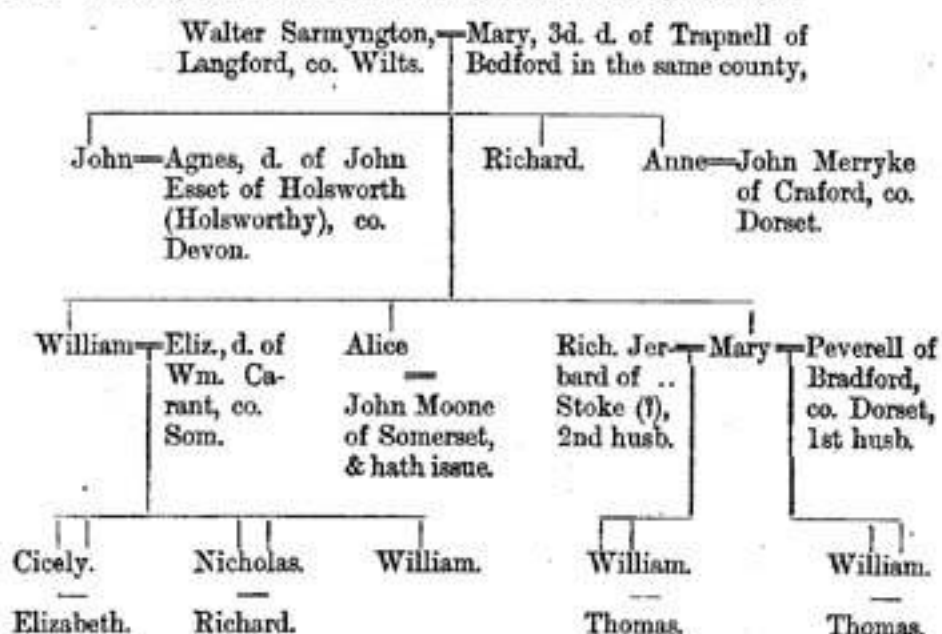 Walter Sarmyngton,
Langford, co. Wilts.
Mary, 3d. d. of Trapnell of
Bedford in the same county,
John
Agnes, d. of John
Esset of Holsworth
(Holsworthy), co.
Devon.
Richard.
Anne
John Merryke
of Craford, co.
Dorset.
William
Eliz., d. of
Wm. Ca-
rant, co.
Som.
Alice
John Moone
of Somerset,
& hath issue.
Rich. Jer-
bard of ..
Stoke (?),
2nd husb.
Mary
Peverell of
Bradford,
co. Dorset,
1st husb.
Cicely.
Elizabeth.
Nicholas.
Richard.
William.
William.
Thomas.
William.
Thomas.